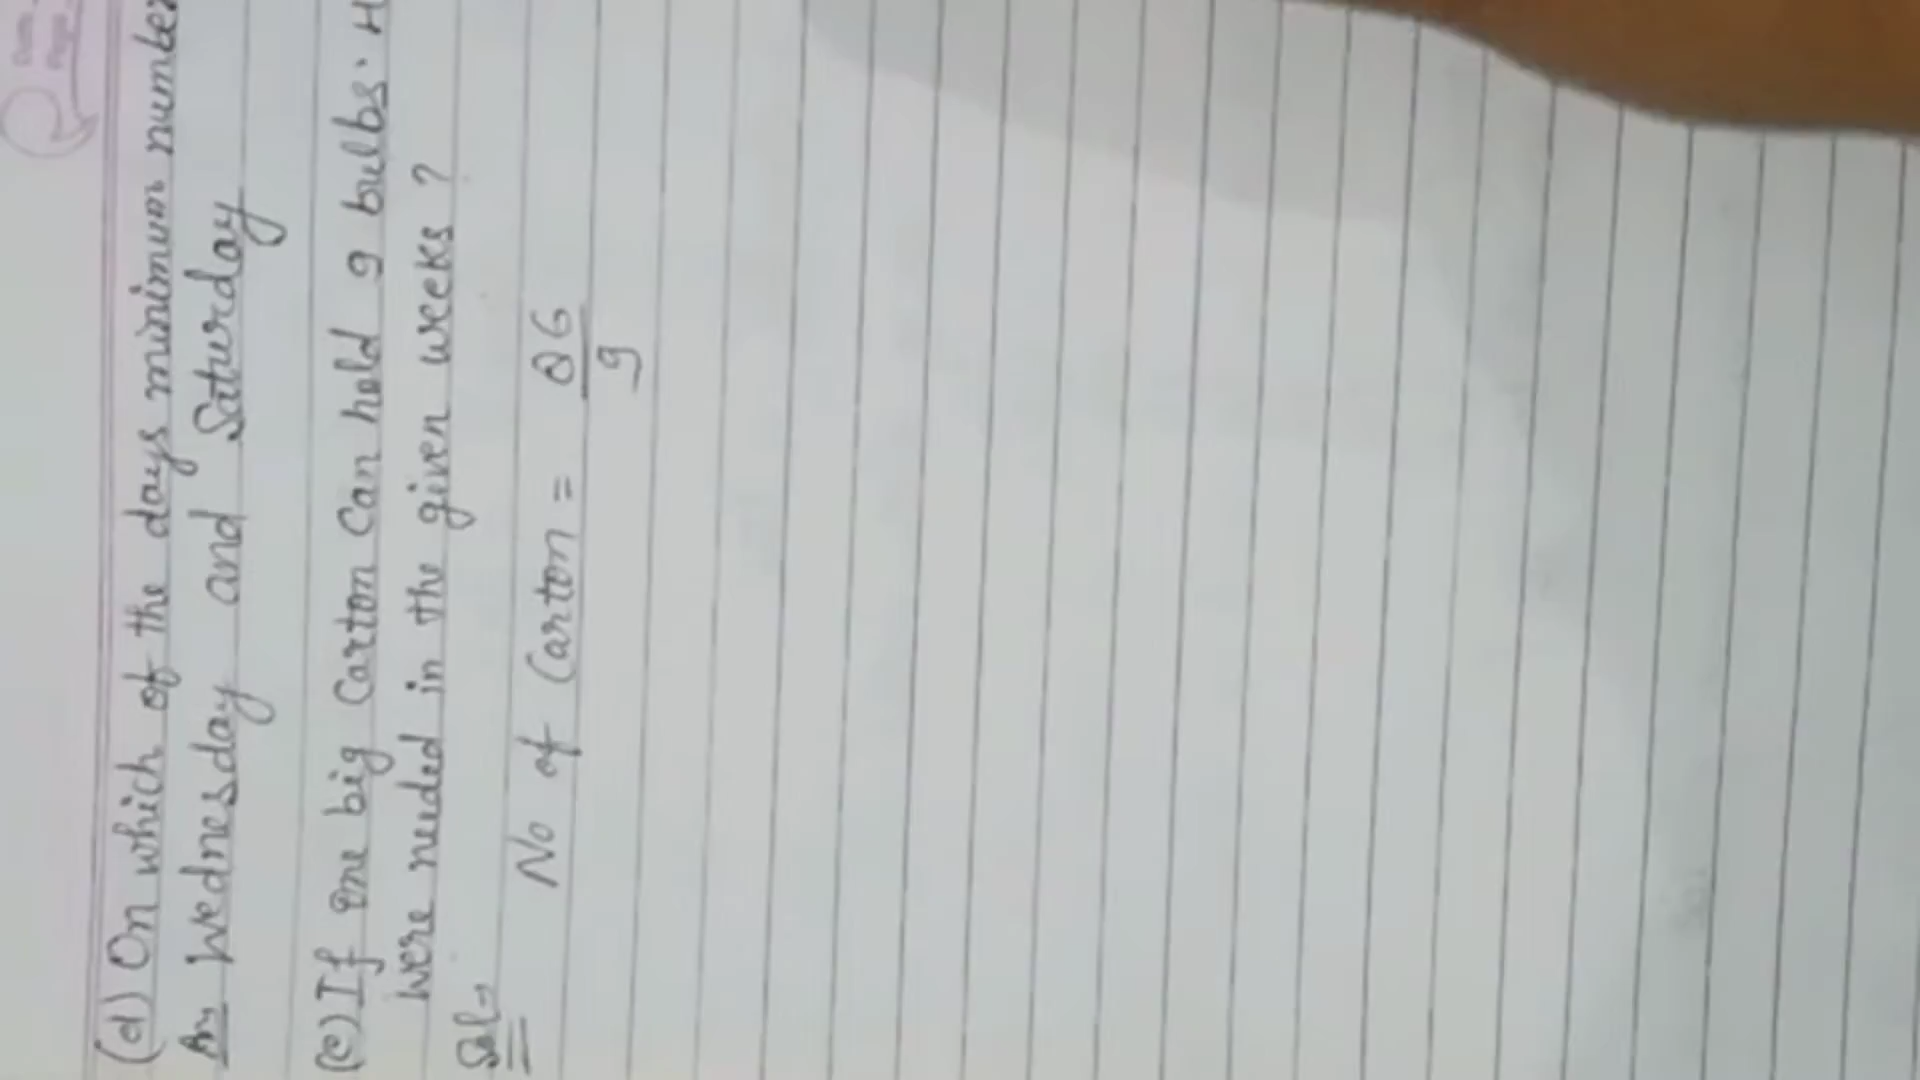 (d) On which of the days minimum number
Ans Wednesday and Saturday
(e) If one big Carton Can hold 9 bulbs. H
were needed in the given weeks ?
Sol→
No of Carton = 86
9